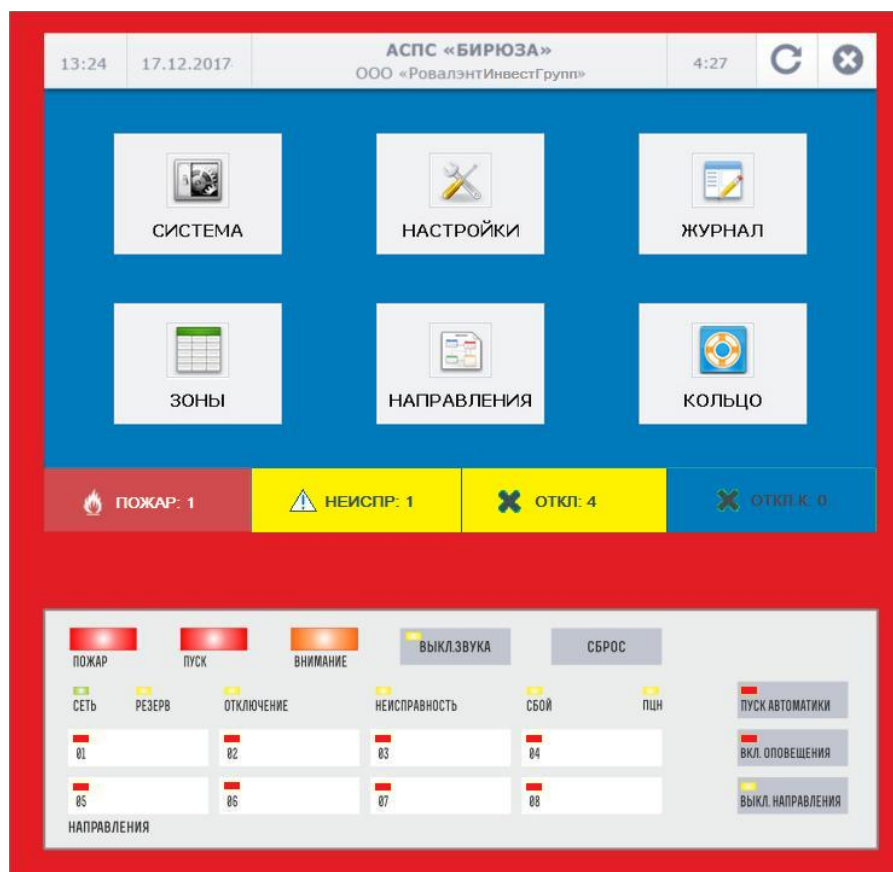 13:24 17.12.2017 АСПС «БИРЮЗА» 4:27
ООО «РовалэнтИнвестГрупп»
СИСТЕМА НАСТРОЙКИ ЖУРНАЛ
ЗОНЫ НАПРАВЛЕНИЯ КОЛЬЦО
ПОЖАР: 1 НЕИСПР: 1 ОТКЛ: 4 ОТКЛ.К: 0
ПОЖАР ПУСК ВНИМАНИЕ ВЫКЛ.ЗВУКА СБРОС
СЕТЬ РЕЗЕРВ ОТКЛЮЧЕНИЕ НЕИСПРАВНОСТЬ СБОЙ ПЦН ПУСК АВТОМАТИКИ
01 02 03 04 ВКЛ. ОПОВЕЩЕНИЯ
05 06 07 08 ВЫКЛ. НАПРАВЛЕНИЯ
НАПРАВЛЕНИЯ